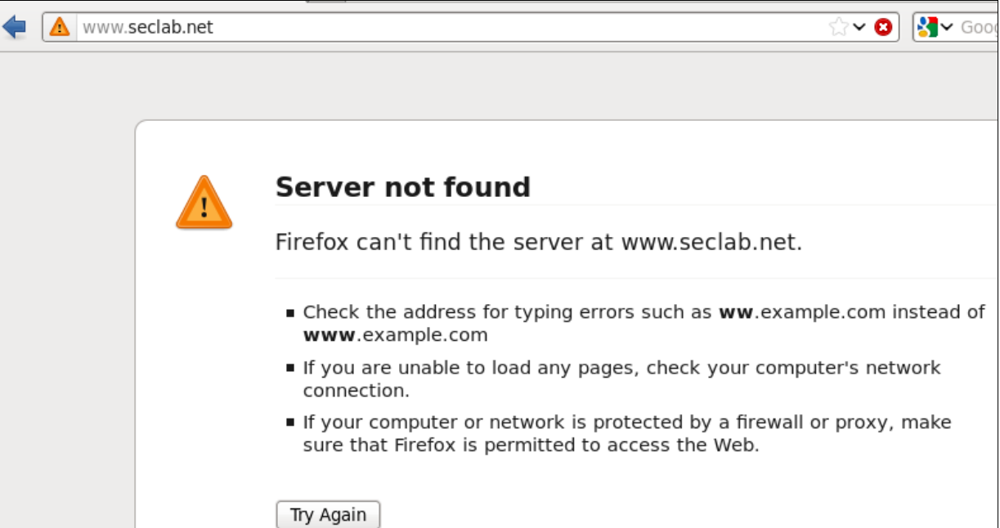 www.seclab.net
Goog
Server not found
Firefox can't find the server at www.seclab.net.
Check the address for typing errors such as ww.example.com instead of
www.example.com
If you are unable to load any pages, check your computer's network
connection.
If your computer or network is protected by a firewall or proxy, make
sure that Firefox is permitted to access the Web.
Try Again